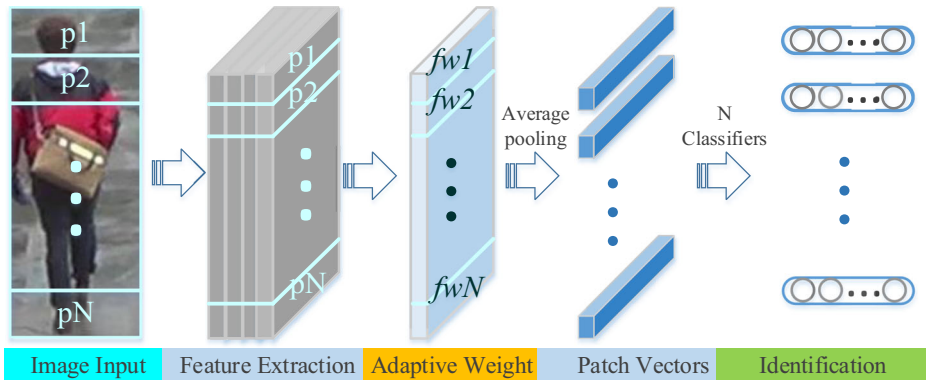 p1
p2
pN
p1
p2
pN
fw1
fw2
fwN
Average
pooling
N
Classifiers
Image Input
Feature Extraction
Adaptive Weight
Patch Vectors
Identification